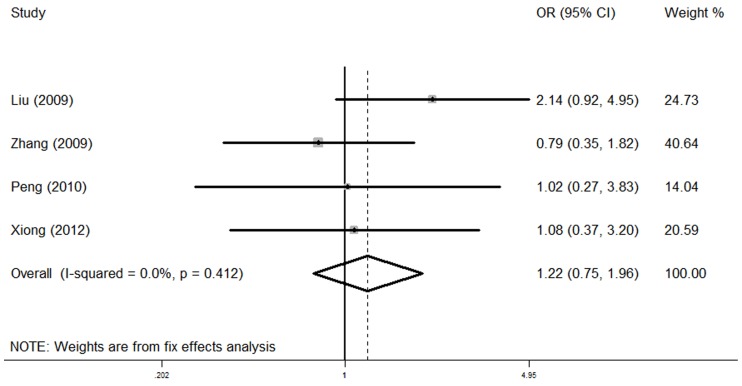 Study OR (95% CI) Weight %
Liu (2009) 2.14 (0.92, 4.95) 24.73
Zhang (2009) 0.79 (0.35, 1.82) 40.64
Peng (2010) 1.02 (0.27, 3.83) 14.04
Xiong (2012) 1.08 (0.37, 3.20) 20.59
Overall (I-squared = 0.0%, p = 0.412) 1.22 (0.75, 1.96) 100.00
NOTE: Weights are from fix effects analysis
.202 1 4.95